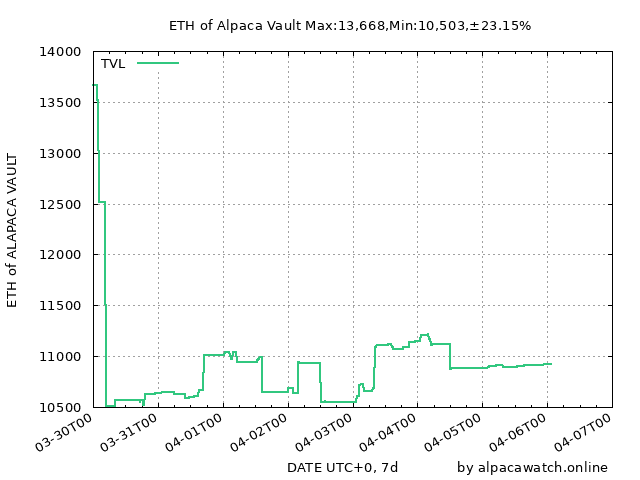 ETH of Alpaca Vault Max:13,668,Min:10,503,±23.15%
TVL
14000
13500
13000
12500
12000
11500
11000
10500
ETH of ALAPACA VAULT
03-30T00
03-31T00
04-01T00
04-02T00
04-03T00
04-04T00
04-05T00
04-06T00
04-07T00
DATE UTC+0, 7d
by alpacawatch.online